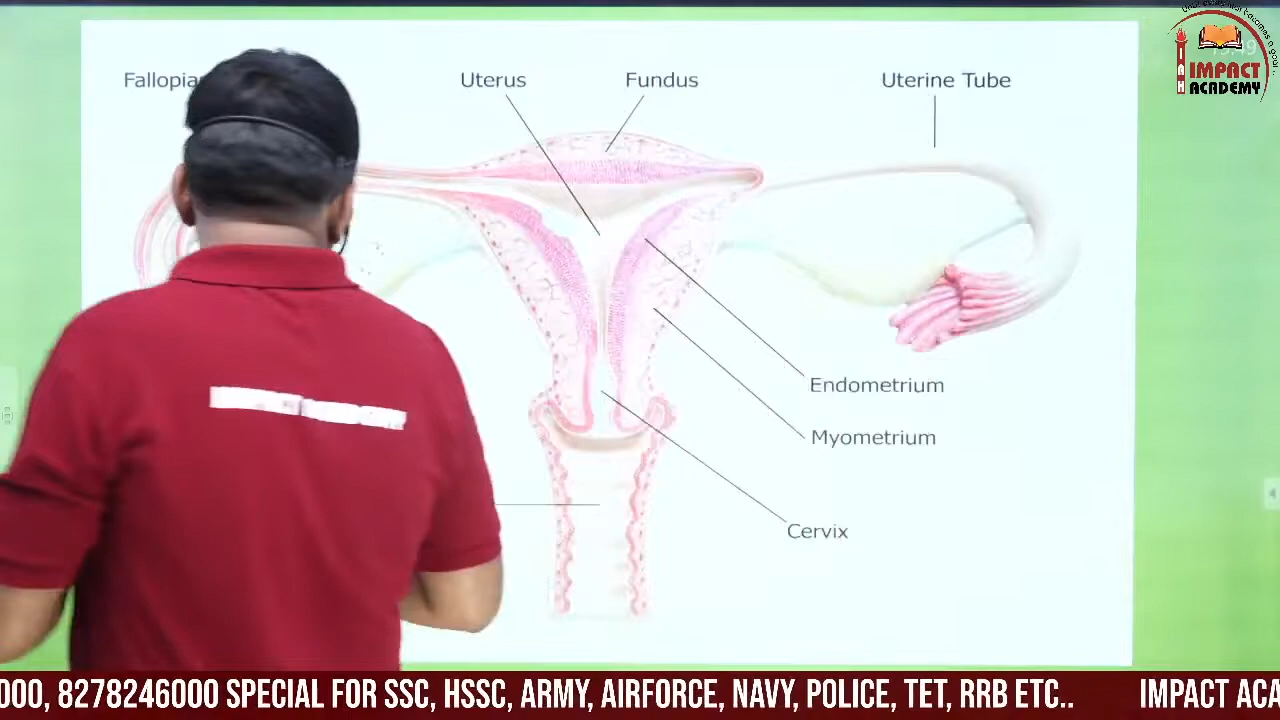 Fallopia
Uterus
Fundus
Uterine Tube
Endometrium
Myometrium
Cervix
IMPACT
ACADEMY
000, 8278246000 SPECIAL FOR SSC, HSSC, ARMY, AIRFORCE, NAVY, POLICE, TET, RRB ETC.. IMPACT ACA